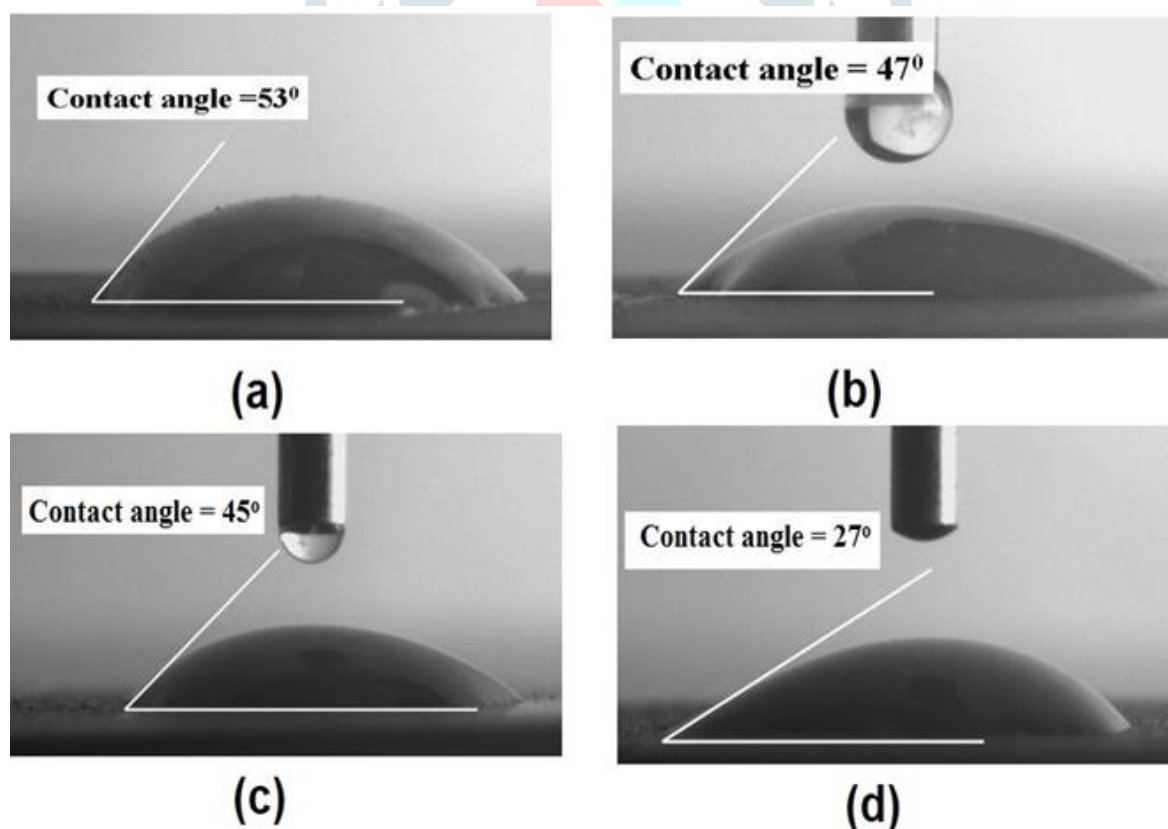 Contact angle =53⁰
Contact angle = 47⁰
(a)
(b)
Contact angle = 45⁰
Contact angle = 27⁰
(c)
(d)